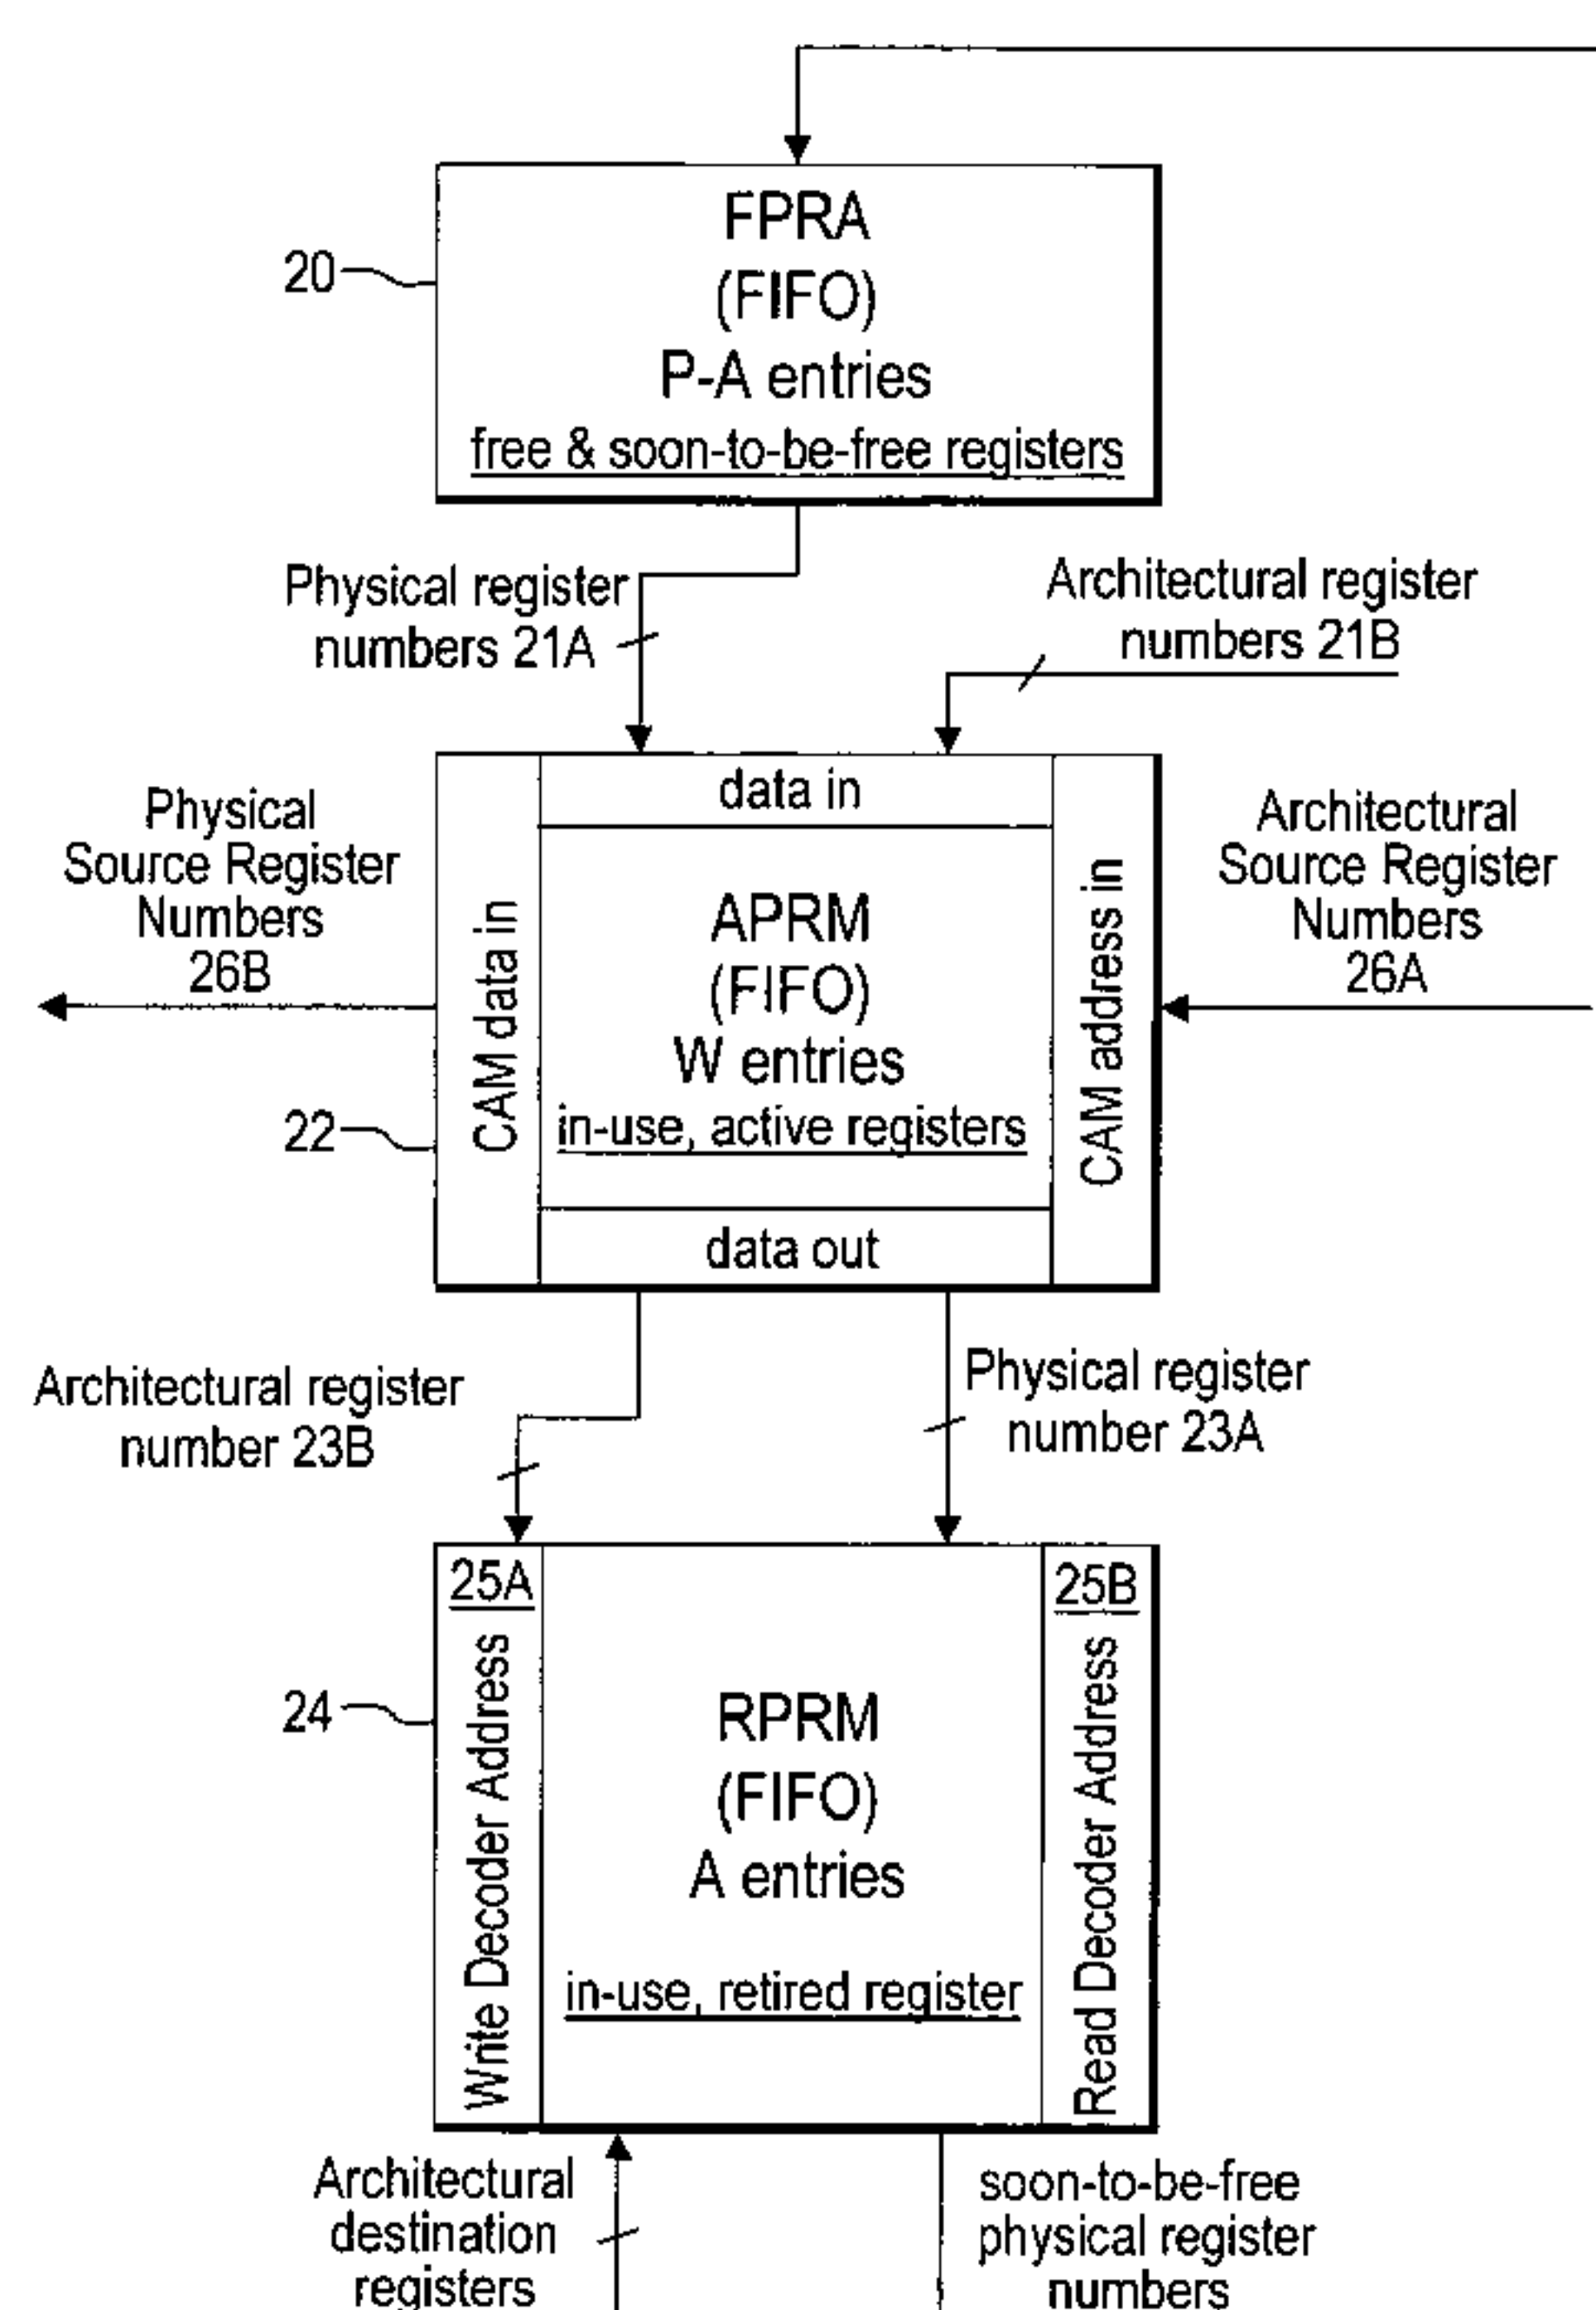 FPRA
(FIFO)
P-A entries
free & soon-to-be-free registers
20
Physical register
numbers 21A
Architectural register
numbers 21B
data in
Physical
Source Register
Numbers
26B
CAM data in
APRM
(FIFO)
W entries
in-use, active registers
CAM address in
Architectural
Source Register
Numbers
26A
22
data out
Architectural register
number 23B
Physical register
number 23A
25A
Write Decoder Address
24
RPRM
(FIFO)
A entries
in-use, retired register
25B
Read Decoder Address
Architectural
destination
registers
soon-to-be-free
physical register
numbers